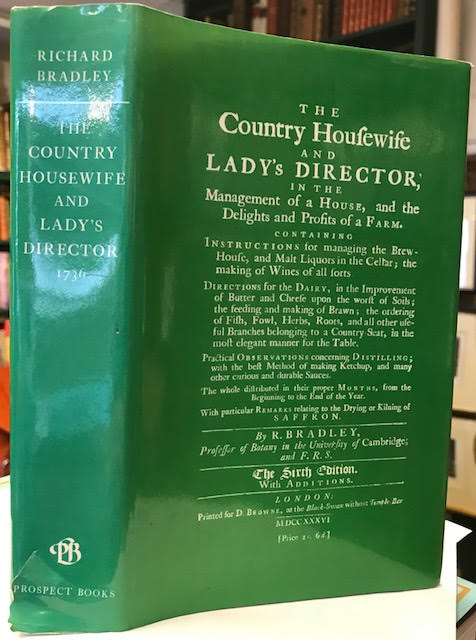 RICHARD
BRADLEY
THE
COUNTRY
HOUSEWIFE
AND
LADY'S
DIRECTOR
1736
PB
PROSPECT BOOKS
THE
Country Houſewife
AND
LADY's DIRECTOR,
IN THE
Management of a HOUSE, and the
Delights and Profits of a FARM.
CONTAINING
INSTRUCTIONS for managing the Brew-
Houſe, and Malt Liquors in the Cellar; the
making of Wines of all ſorts
DIRECTIONS for the DAIRY, in the Improvement
of Butter and Cheeſe upon the worſt of Soils;
the feeding and making of Brawn; the ordering
of Fiſh, Fowl, Herbs, Roots, and all other uſe-
ful Branches belonging to a Country-Seat, in the
moſt elegant manner for the Table.
Practical OBSERVATIONS concerning DISTILLING;
with the beſt Method of making Ketchup, and many
other curious and durable Sauces.
The whole diſtributed in their proper MONTHS, from the
Beginning to the End of the Year.
With particular REMARKS relating to the Drying or Kilning of
SAFFRON.
By R. BRADLEY,
Profeſſor of Botany in the Univerſity of Cambridge;
and F. R. S.
The Sixth Edition.
With ADDITIONS.
LONDON:
Printed for D. BROWNE, at the Black-Swan without Temple-Bar
MDCCXXXVI
[Price 2s. 6d.]